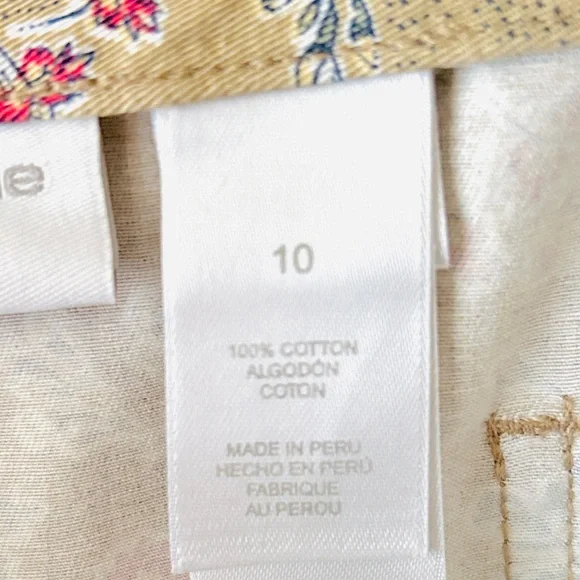 10
100% COTTON
ALGODÓN
COTON
MADE IN PERU
HECHO EN PERÚ
FABRIQUE
AU PEROU